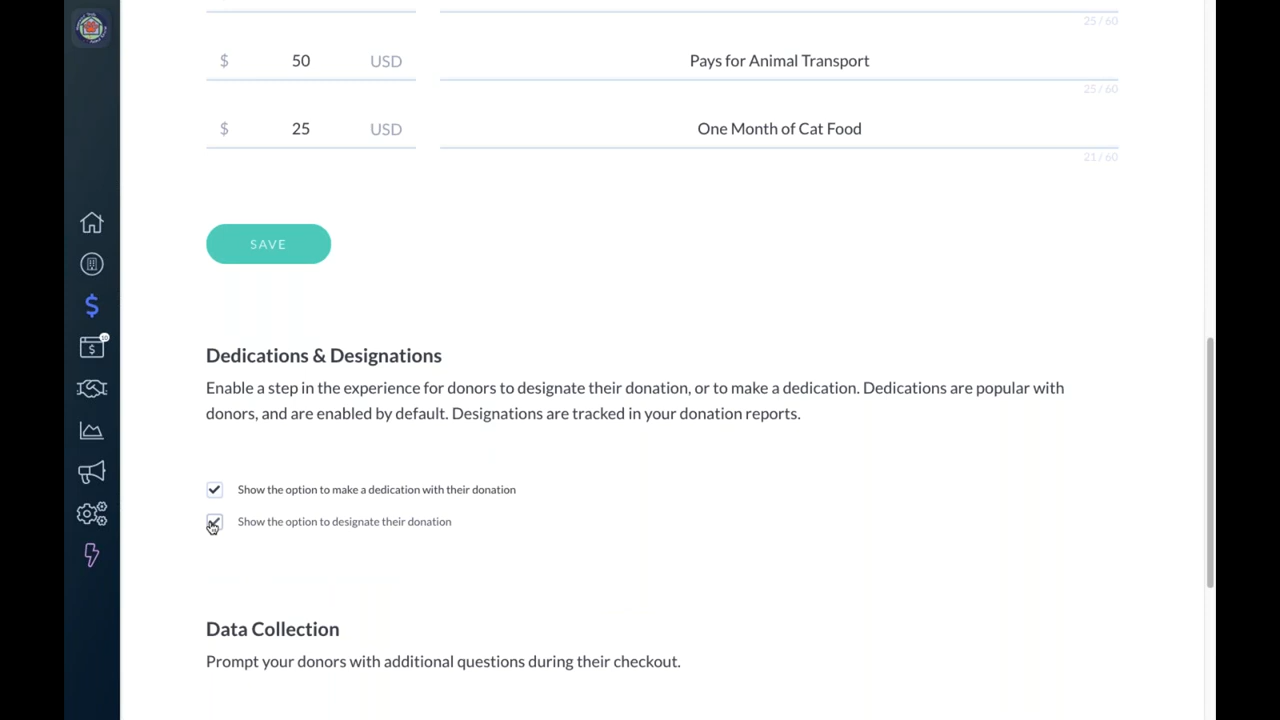 25 / 60
$ 50 USD Pays for Animal Transport
25 / 60
$ 25 USD One Month of Cat Food
21 / 60
SAVE
Dedications & Designations
Enable a step in the experience for donors to designate their donation, or to make a dedication. Dedications are popular with
donors, and are enabled by default. Designations are tracked in your donation reports.
Show the option to make a dedication with their donation
Show the option to designate their donation
Data Collection
Prompt your donors with additional questions during their checkout.